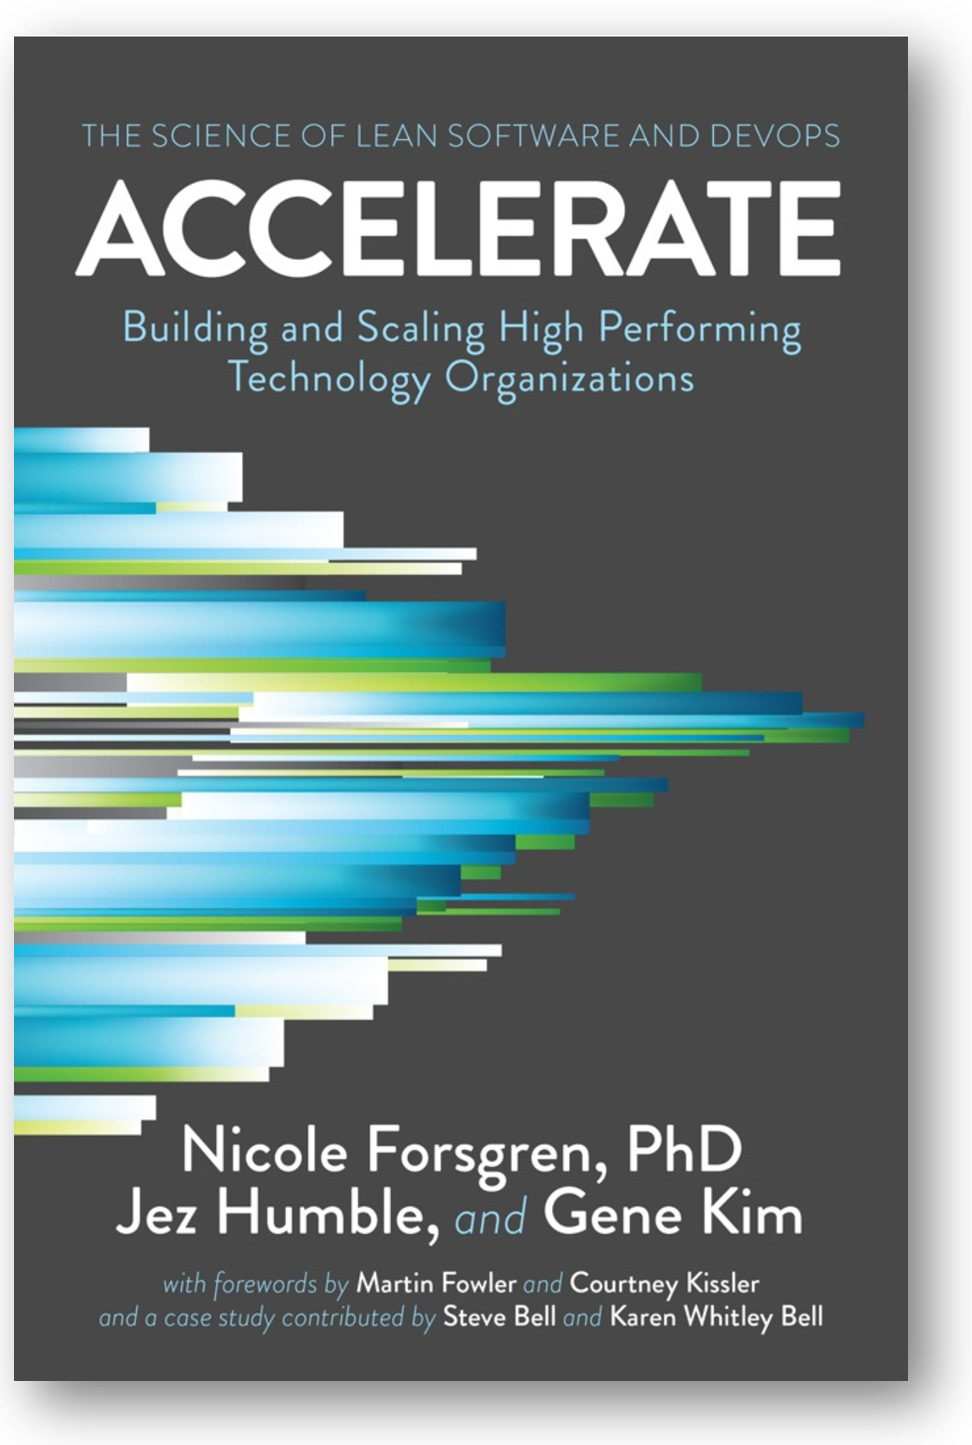 THE SCIENCE OF LEAN SOFTWARE AND DEVOPS
ACCELERATE
Building and Scaling High Performing
Technology Organizations
Nicole Forsgren, PhD
Jez Humble, and Gene Kim
with forewords by Martin Fowler and Courtney Kissler
and a case study contributed by Steve Bell and Karen Whitley Bell